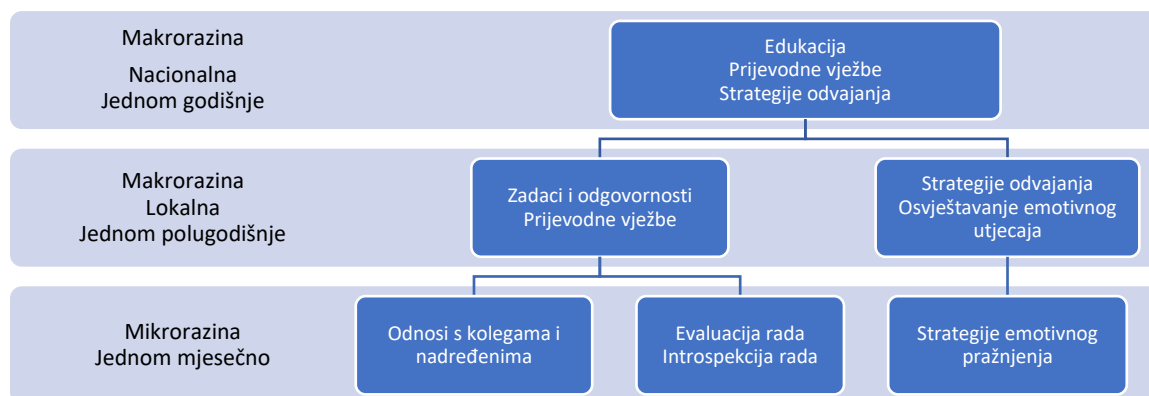 Makrorazina
Nacionalna
Jednom godišnje
Edukacija
Prijevodne vježbe
Strategije odvajanja
Makrorazina
Lokalna
Jednom polugodišnje
Zadaci i odgovornosti
Prijevodne vježbe
Strategije odvajanja
Osvještavanje emotivnog
utjecaja
Mikrorazina
Jednom mjesečno
Odnosi s kolegama i
nadređenima
Evaluacija rada
Introspekcija rada
Strategije emotivnog
pražnjenja